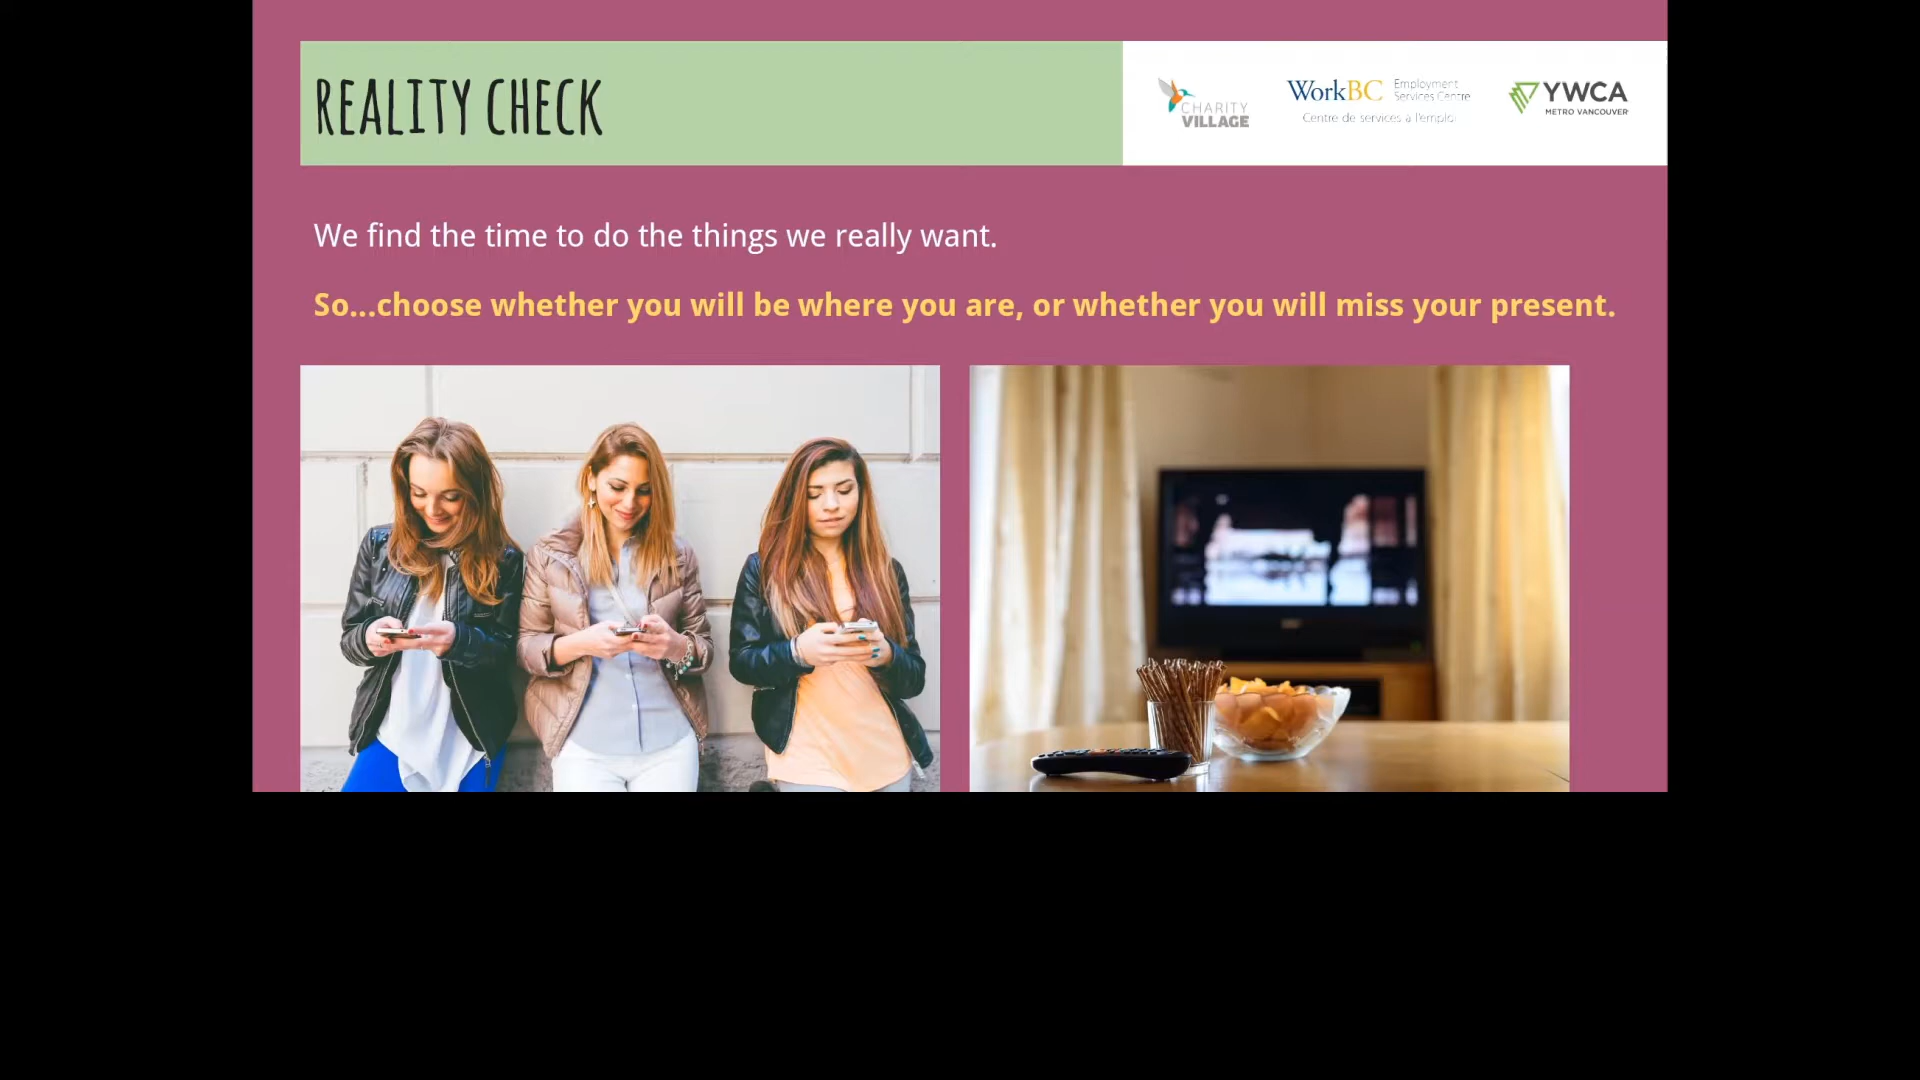 REALITY CHECK
CHARITY
VILLAGE
WorkBC
Employment
Services Centre
Centre de services à l'emploi
YWCA
METRO VANCOUVER
We find the time to do the things we really want.
So...choose whether you will be where you are, or whether you will miss your present.